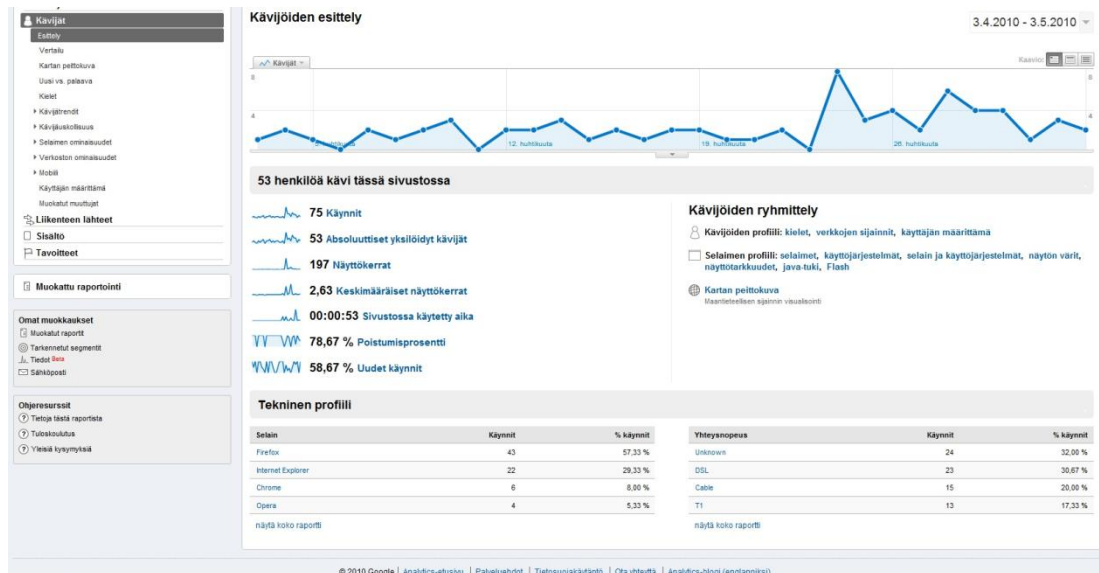 Kävijät
Esittely
Vertailu
Kartan peittokuva
Uusi vs. palaava
Kielet
Kävijätrendit
Kävijäuskollisuus
Selaimen ominaisuudet
Verkoston ominaisuudet
Mobiili
Käyttäjän määrittämä
Muokatut muuttujat
Liikenteen lähteet
Sisältö
Tavoitteet
Muokattu raportointi
Omat muokkaukset
Muokatut raportit
Tarkennetut segmentit
Tiedot Beta
Sähköposti
Ohjeresurssit
Tietoja tästä raportista
Tuloskoulutus
Yleisiä kysymyksiä
Kävijöiden esittely
3.4.2010 - 3.5.2010
Kävijät
Kaavio:
8 8
4 4
huhtikuuta 12. huhtikuuta 19. huhtikuuta 26. huhtikuuta
53 henkilöä kävi tässä sivustossa
75 Käynnit
53 Absoluuttiset yksilöidyt kävijät
197 Näyttökerrat
2,63 Keskimääräiset näyttökerrat
00:00:53 Sivustossa käytetty aika
78,67 % Poistumisprosentti
58,67 % Uudet käynnit
Kävijöiden ryhmittely
Kävijöiden profiili: kielet, verkkojen sijainnit, käyttäjän määrittämä
Selaimen profiili: selaimet, käyttöjärjestelmät, selain ja käyttöjärjestelmät, näytön värit,
näyttötarkkuudet, java-tuki, Flash
Kartan peittokuva
Maantieteellisen sijainnin visualisointi
Tekninen profiili
Selain Käynnit % käynnit
Firefox 43 57,33 %
Internet Explorer 22 29,33 %
Chrome 6 8,00 %
Opera 4 5,33 %
näytä koko raportti
Yhteysnopeus Käynnit % käynnit
Unknown 24 32,00 %
DSL 23 30,67 %
Cable 15 20,00 %
T1 13 17,33 %
näytä koko raportti
© 2010 Google | Analytics-etusivu | Palveluehdot | Tietosuojakäytäntö | Ota yhteyttä | Analytics-blogi (englanniksi)